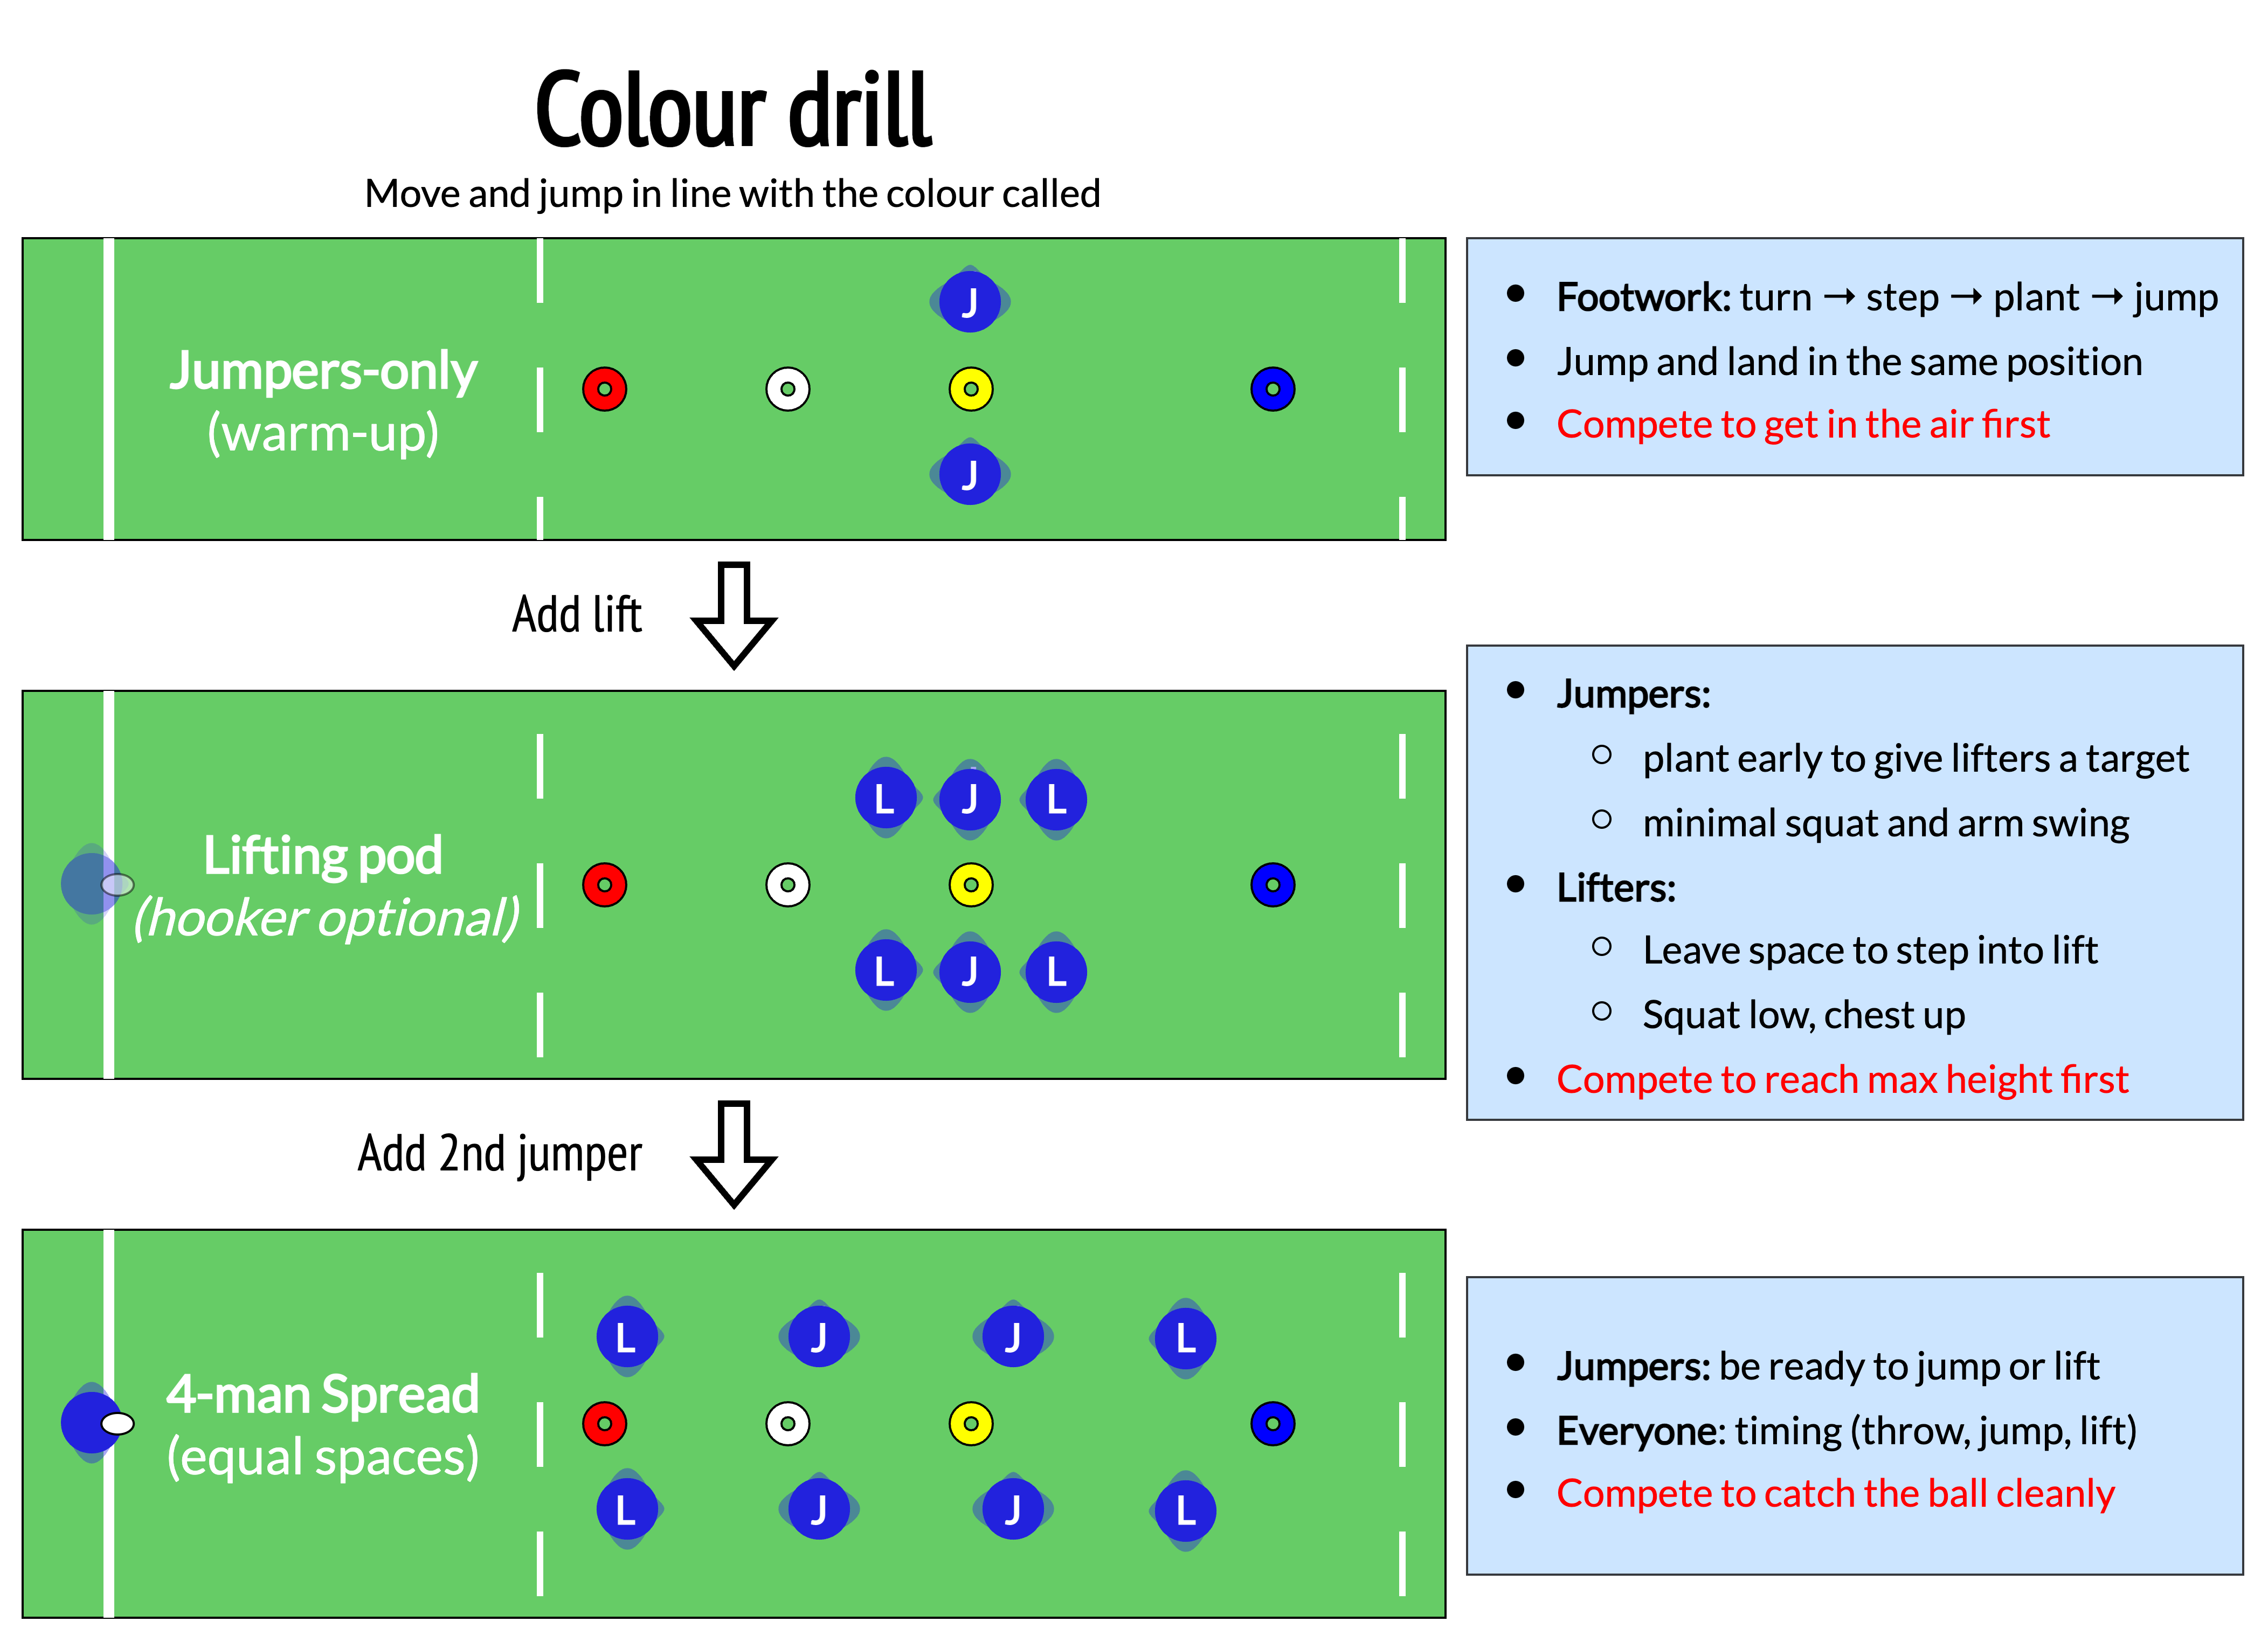 Colour drill
Move and jump in line with the colour called
Jumpers-only
(warm-up)
J
J
● Footwork: turn → step → plant → jump
● Jump and land in the same position
● Compete to get in the air first
Add lift
Lifting pod
(hooker optional)
L J L
L J L
● Jumpers:
○ plant early to give lifters a target
○ minimal squat and arm swing
● Lifters:
○ Leave space to step into lift
○ Squat low, chest up
● Compete to reach max height first
Add 2nd jumper
4-man Spread
(equal spaces)
L J J L
L J J L
● Jumpers: be ready to jump or lift
● Everyone: timing (throw, jump, lift)
● Compete to catch the ball cleanly